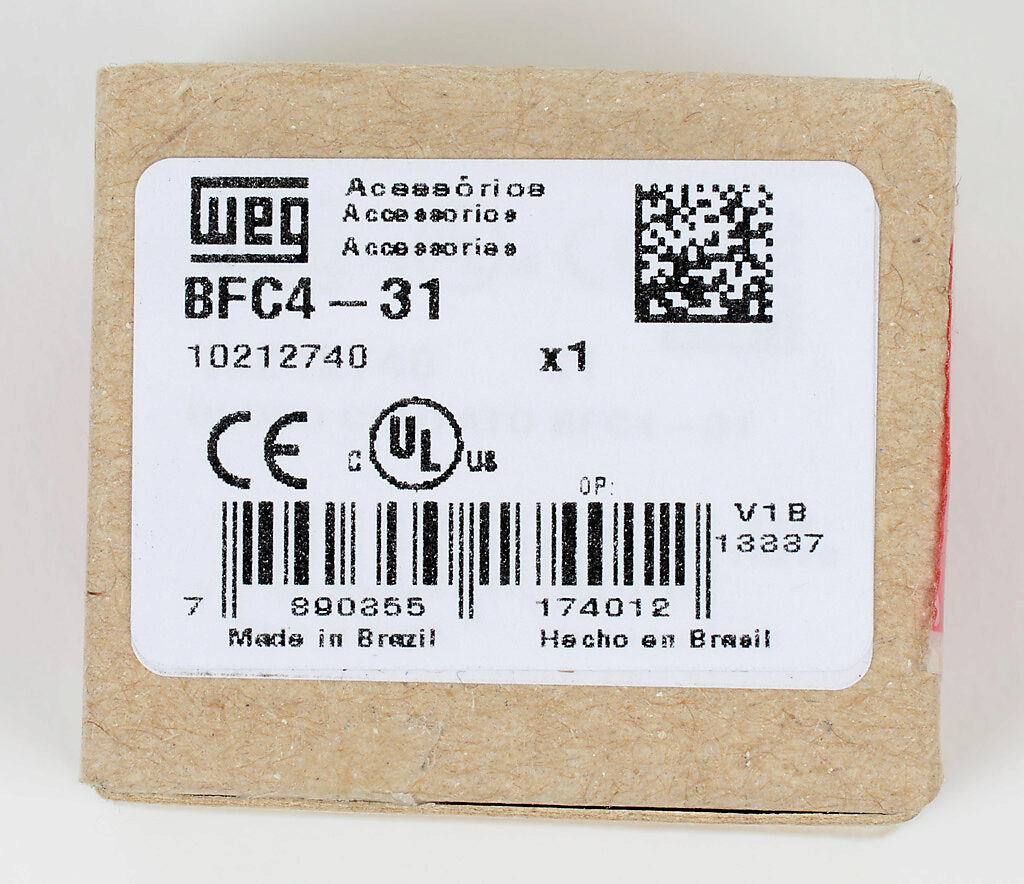 weg
Acessórios
Accesorios
Accessories
BFC4-31
10212740 x1
CE
C UL US
OP:
V1B
13337
7 890355 174012
Made in Brazil Hecho en Brasil